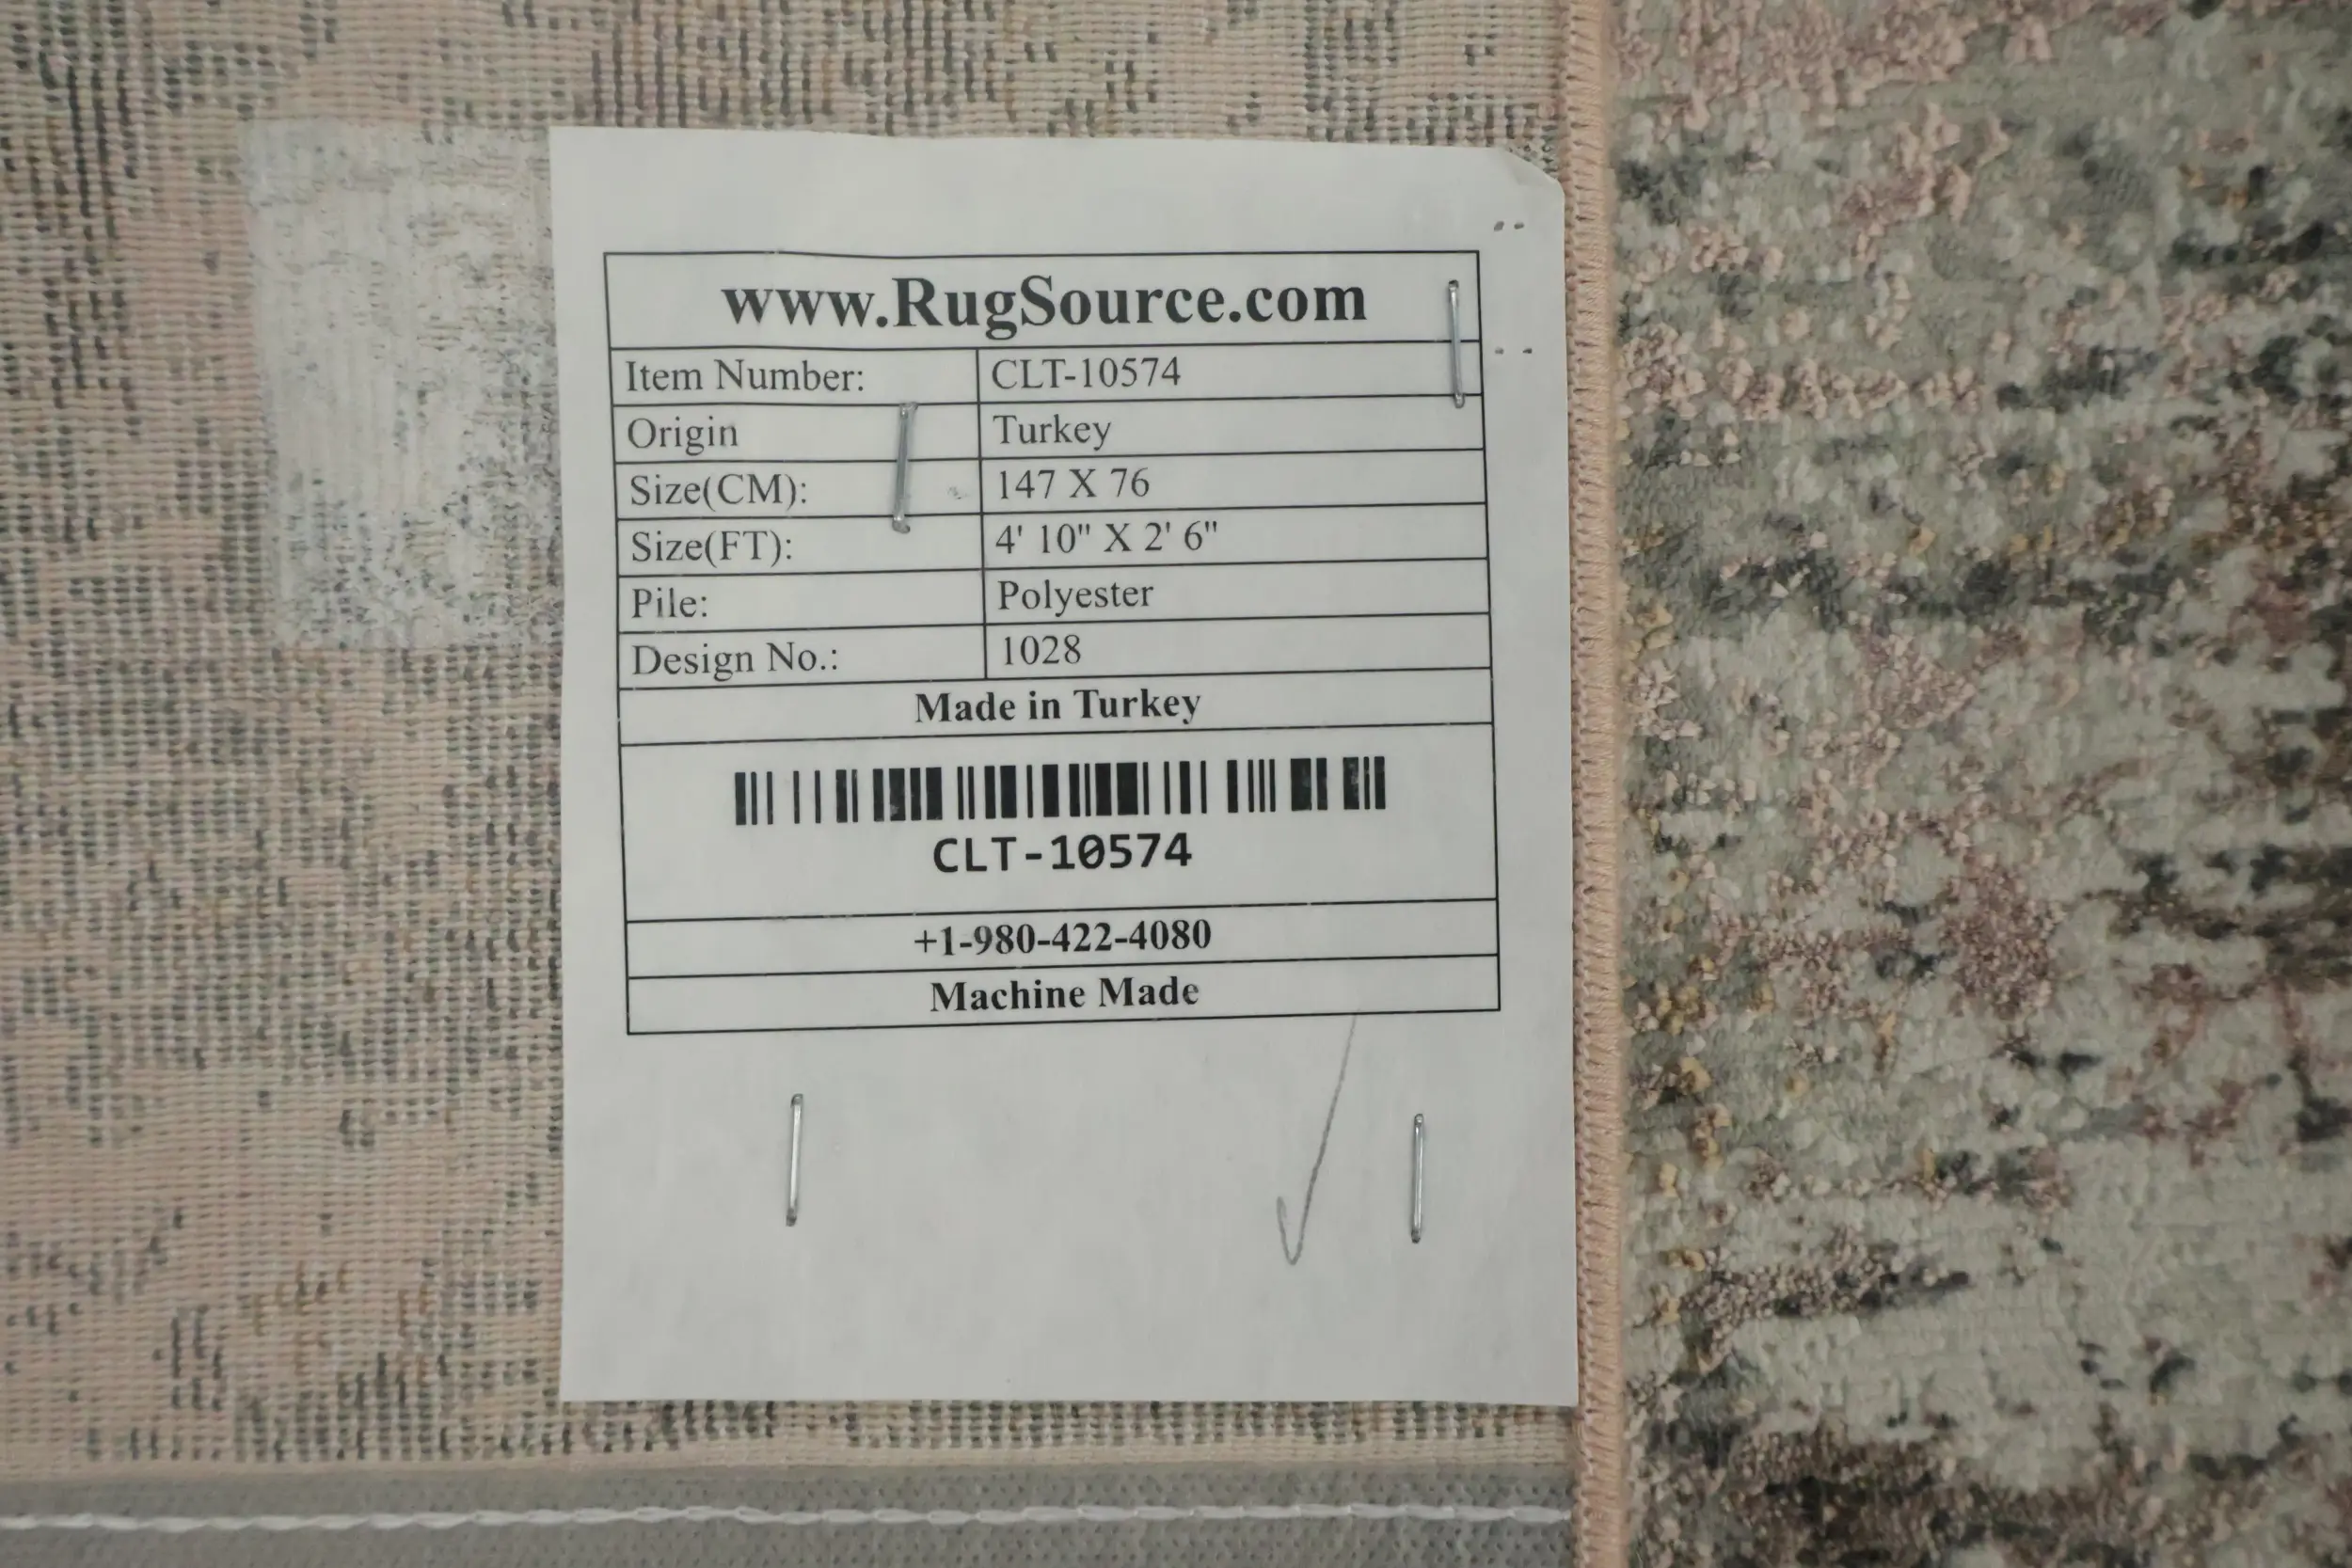 www.RugSource.com
Item Number: CLT-10574
Origin Turkey
Size(CM): 147 X 76
Size(FT): 4' 10" X 2' 6"
Pile: Polyester
Design No.: 1028
Made in Turkey
CLT-10574
+1-980-422-4080
Machine Made